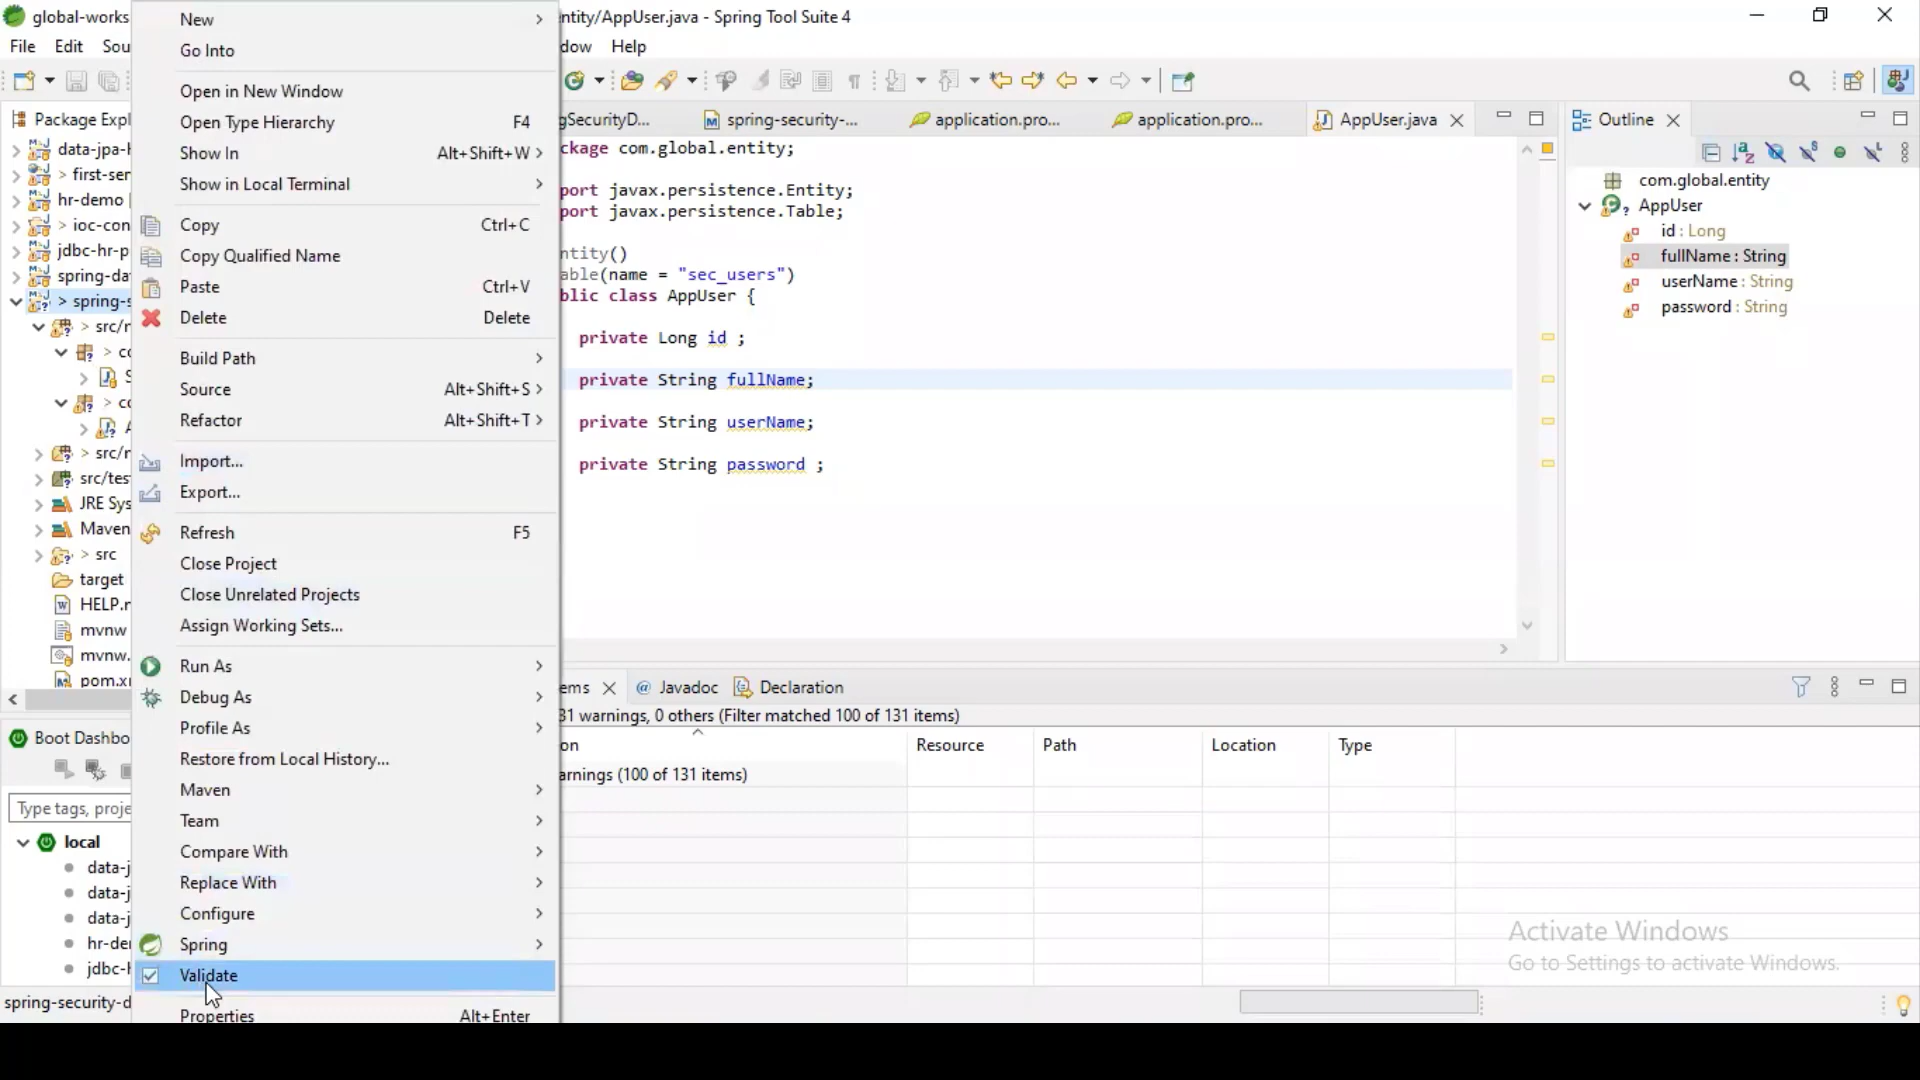 global-works
ntity/AppUser.java - Spring Tool Suite 4
File Edit Sou
dow Help
New
Go Into
Open in New Window
Open Type Hierarchy F4
Show In Alt+Shift+W
Show in Local Terminal
Copy Ctrl+C
Copy Qualified Name
Paste Ctrl+V
Delete Delete
Build Path
Source Alt+Shift+S
Refactor Alt+Shift+T
Import...
Export...
Refresh F5
Close Project
Close Unrelated Projects
Assign Working Sets...
Run As
Debug As
Profile As
Restore from Local History...
Maven
Team
Compare With
Replace With
Configure
Spring
Validate
Properties Alt+Enter
Package Expl
data-jpa-h
> first-ser
hr-demo
> ioc-con
jdbc-hr-p
spring-da
> spring-s
> src/r
> co
S
> co
A
> src/r
src/tes
JRE Sys
Maven
> src
target
HELP.r
mvnw
mvnw.
pom.x
Boot Dashbo
Type tags, proje
local
data-j
data-j
data-j
hr-de
jdbc-h
spring-security-d
gSecurityD...
spring-security-...
application.pro...
application.pro...
AppUser.java
ckage com.global.entity;
port javax.persistence.Entity;
port javax.persistence.Table;
ntity()
able(name = "sec_users")
blic class AppUser {
private Long id ;
private String fullName;
private String userName;
private String password ;
Outline
com.global.entity
AppUser
id : Long
fullName : String
userName : String
password : String
ems
@ Javadoc
Declaration
31 warnings, 0 others (Filter matched 100 of 131 items)
on Resource Path Location Type
arnings (100 of 131 items)
Activate Windows
Go to Settings to activate Windows.